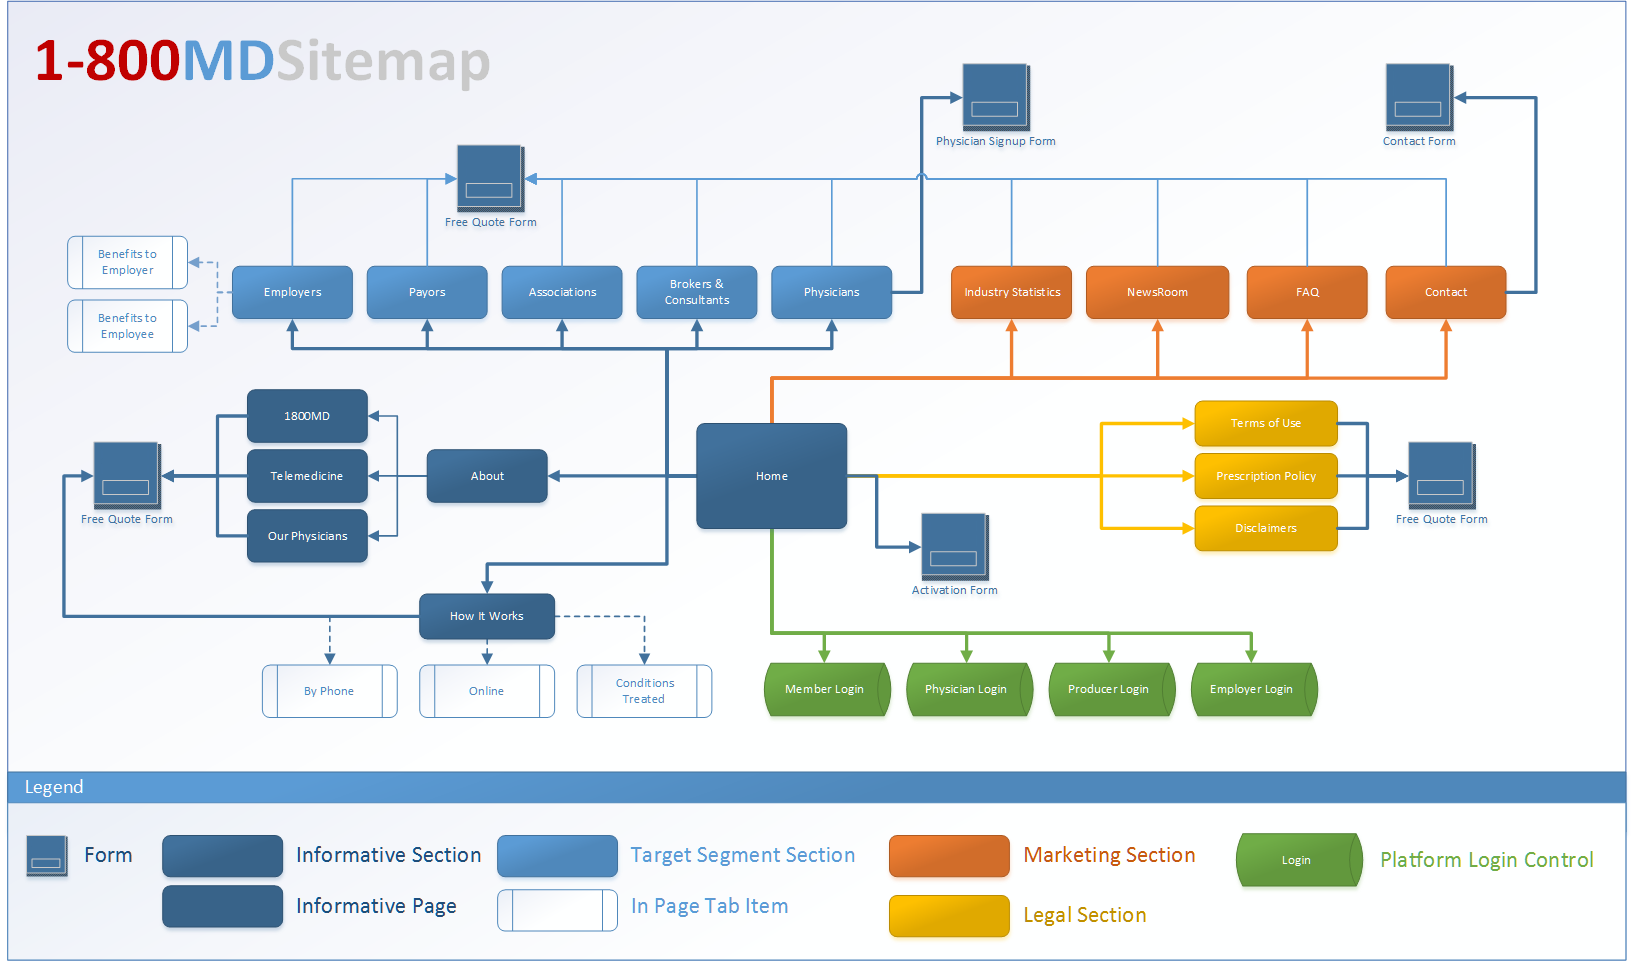 1-800MDSitemap
Physician Signup Form
Contact Form
Free Quote Form
Benefits to
Employer
Benefits to
Employee
Employers
Payors
Associations
Brokers &
Consultants
Physicians
Industry Statistics
NewsRoom
FAQ
Contact
1800MD
Telemedicine
Our Physicians
Free Quote Form
About
Home
Terms of Use
Prescription Policy
Disclaimers
Free Quote Form
Activation Form
How It Works
By Phone
Online
Conditions
Treated
Member Login
Physician Login
Producer Login
Employer Login
Legend
Form
Informative Section
Informative Page
Target Segment Section
In Page Tab Item
Marketing Section
Legal Section
Login
Platform Login Control